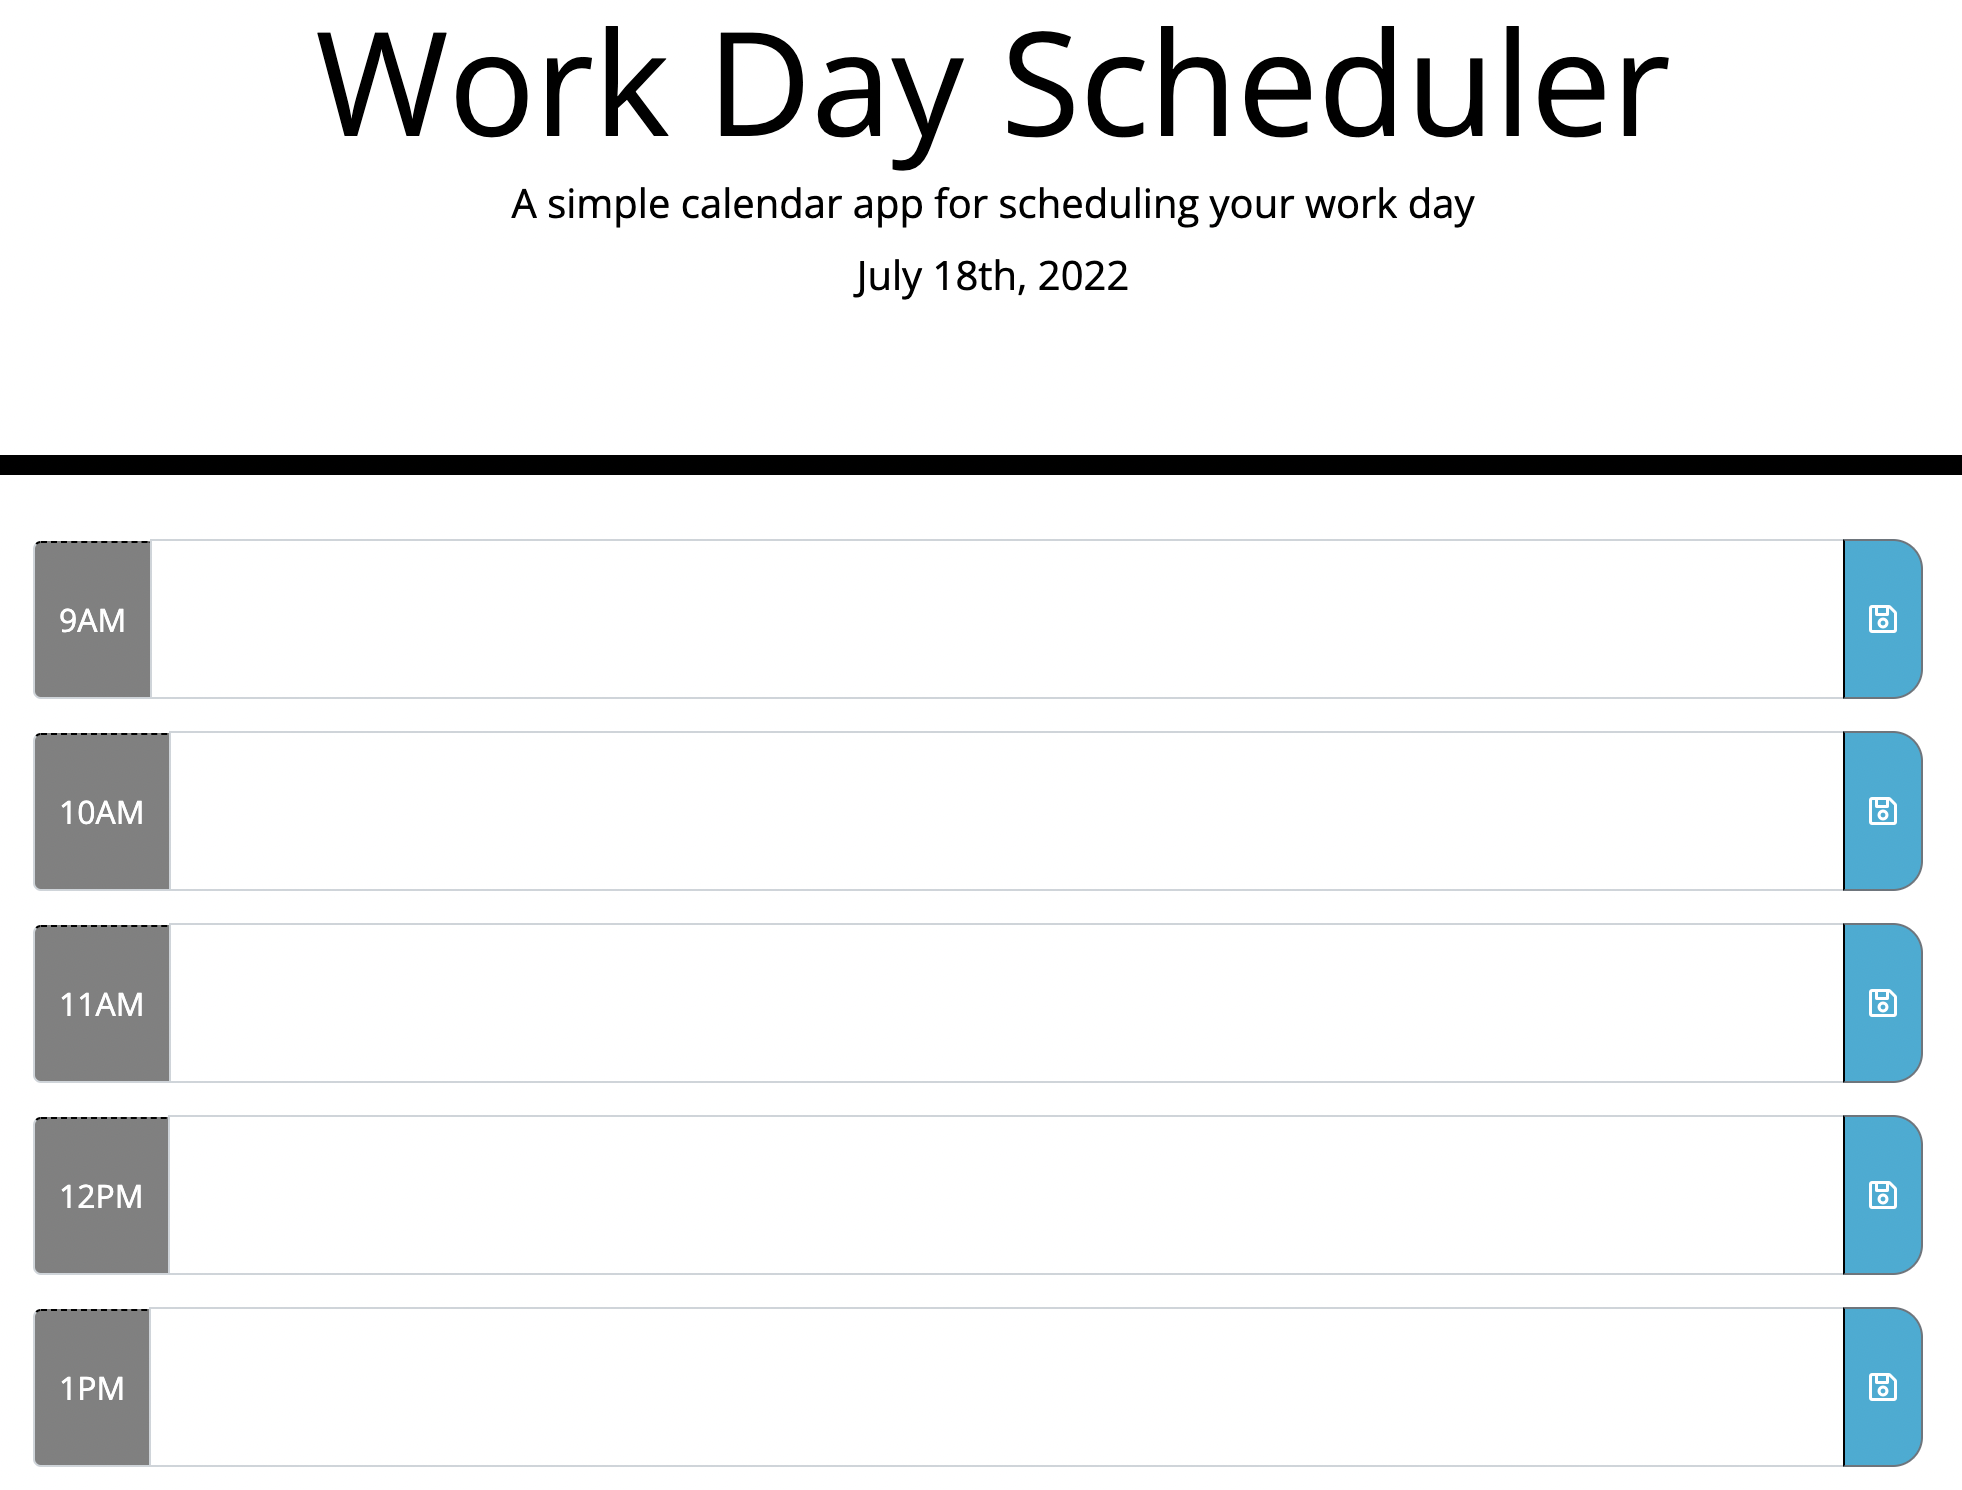 Work Day Scheduler
A simple calendar app for scheduling your work day
July 18th, 2022
9AM
10AM
11AM
12PM
1PM